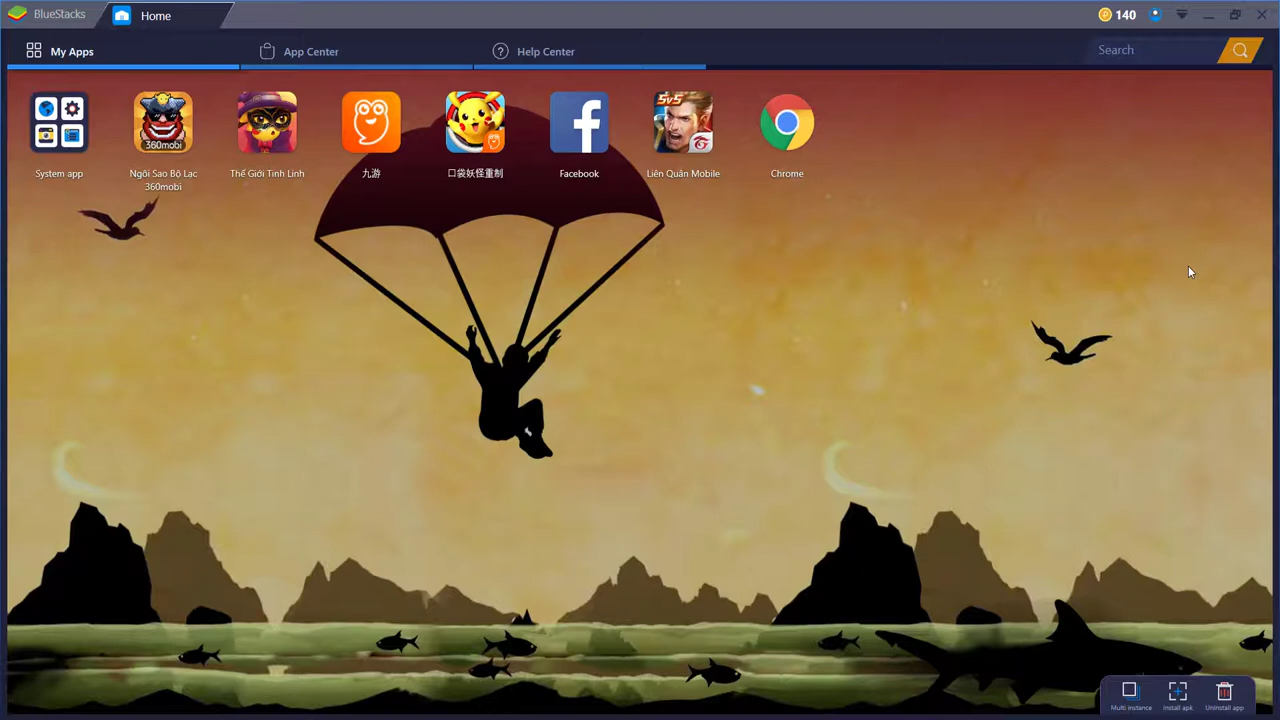 BlueStacks
Home
140
My Apps
App Center
Help Center
Search
5v5
360mobi
System app
Ngôi Sao Bộ Lạc
360mobi
Thế Giới Tinh Linh
九游
口袋妖怪重制
Facebook
Liên Quân Mobile
Chrome
Multi instance
Install apk
Uninstall app